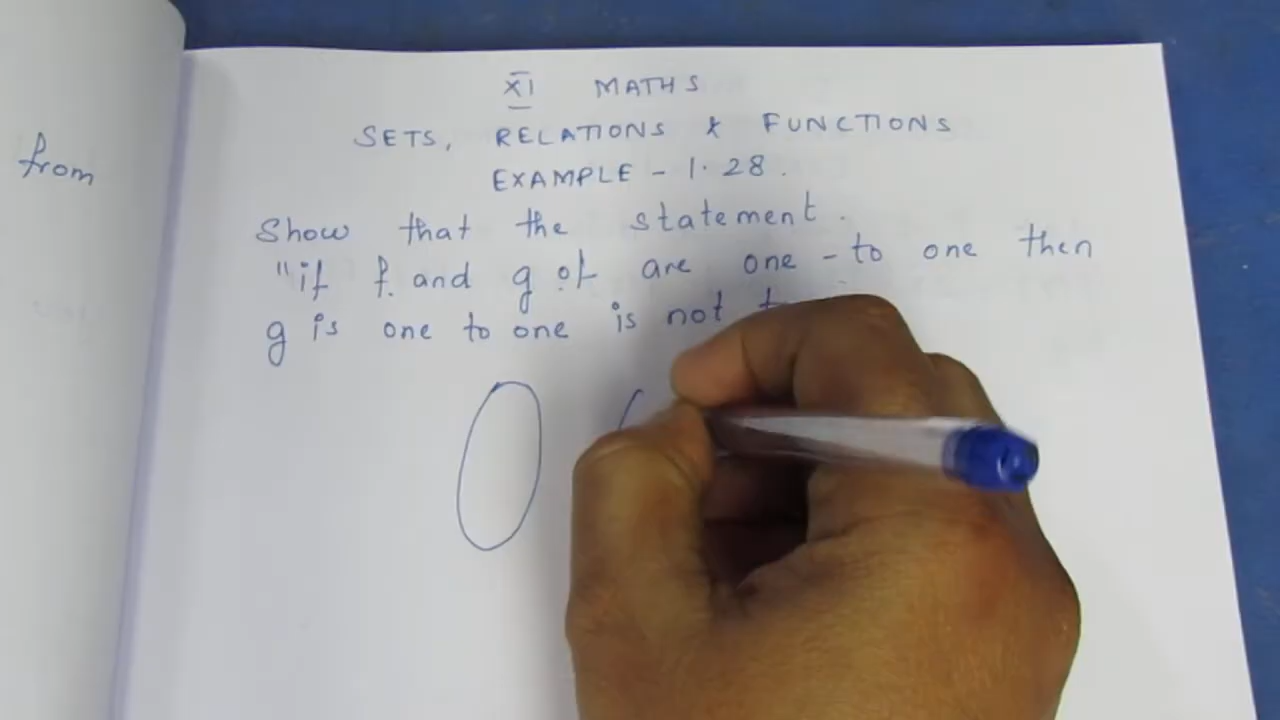 from
XI MATHS
SETS, RELATIONS & FUNCTIONS
EXAMPLE - 1.28.
Show that the statement.
"if f and g of are one - to one then
g is one to one is not